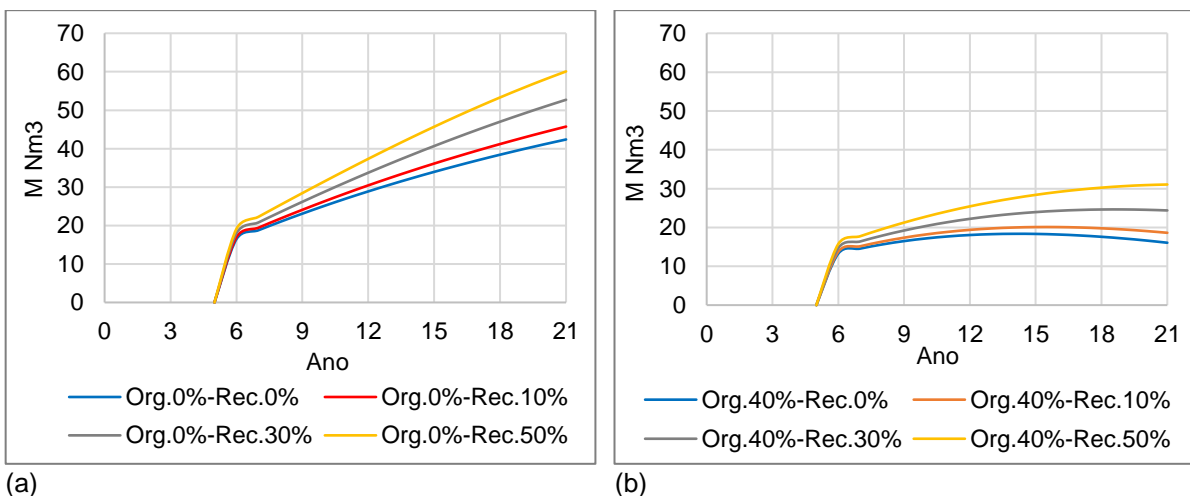 70
60
50
40
30
20
10
0
M Nm3
0 3 6 9 12 15 18 21
Ano
Org.0%-Rec.0% Org.0%-Rec.10%
Org.0%-Rec.30% Org.0%-Rec.50%
(a)
70
60
50
40
30
20
10
0
M Nm3
0 3 6 9 12 15 18 21
Ano
Org.40%-Rec.0% Org.40%-Rec.10%
Org.40%-Rec.30% Org.40%-Rec.50%
(b)